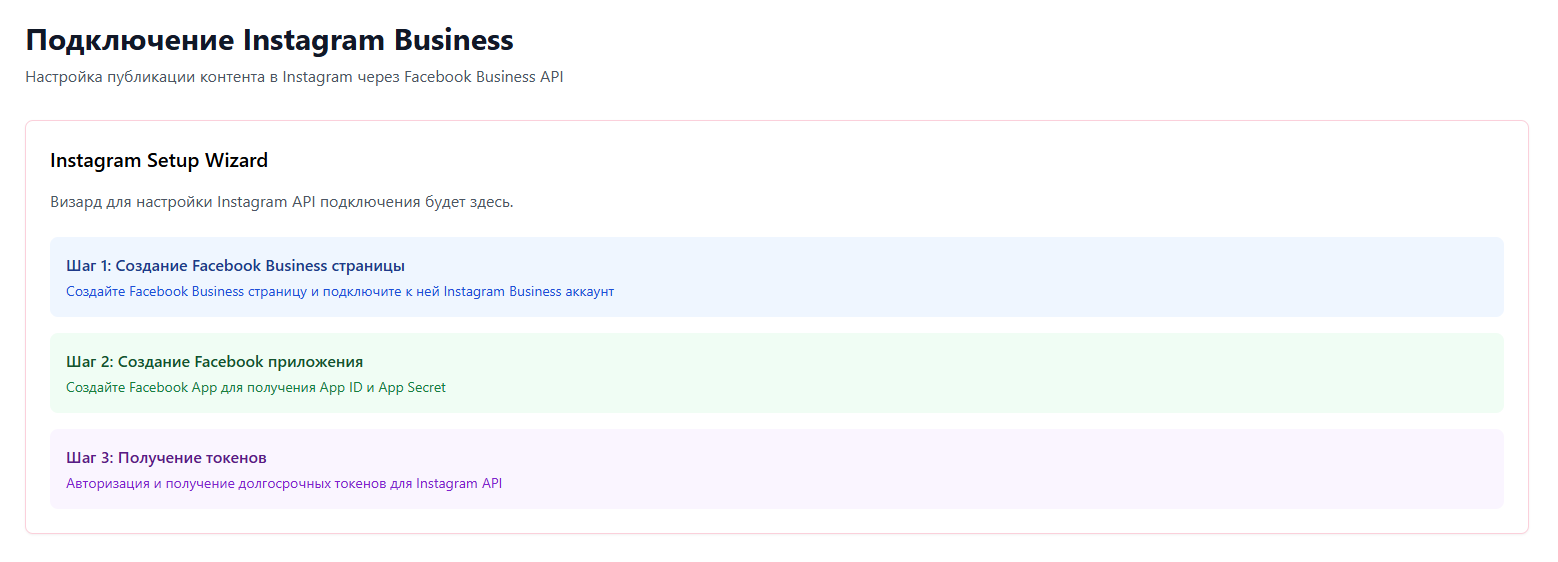 Подключение Instagram Business
Настройка публикации контента в Instagram через Facebook Business API
Instagram Setup Wizard
Визард для настройки Instagram API подключения будет здесь.
Шаг 1: Создание Facebook Business страницы
Создайте Facebook Business страницу и подключите к ней Instagram Business аккаунт
Шаг 2: Создание Facebook приложения
Создайте Facebook App для получения App ID и App Secret
Шаг 3: Получение токенов
Авторизация и получение долгосрочных токенов для Instagram API